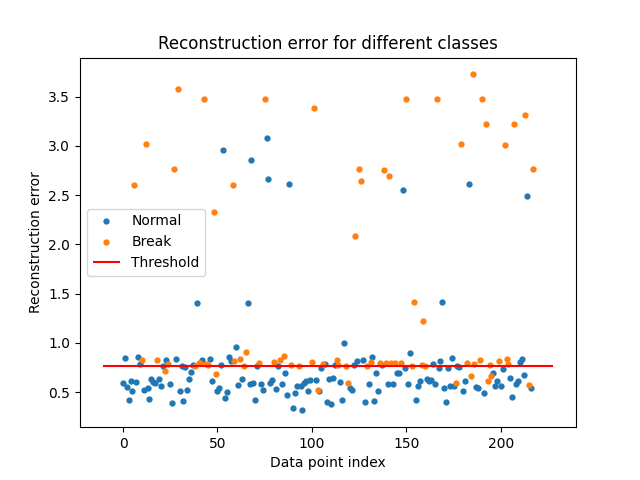 Reconstruction error for different classes
Reconstruction error
3.5
3.0
2.5
2.0
1.5
1.0
0.5
Normal
Break
Threshold
0 50 100 150 200
Data point index